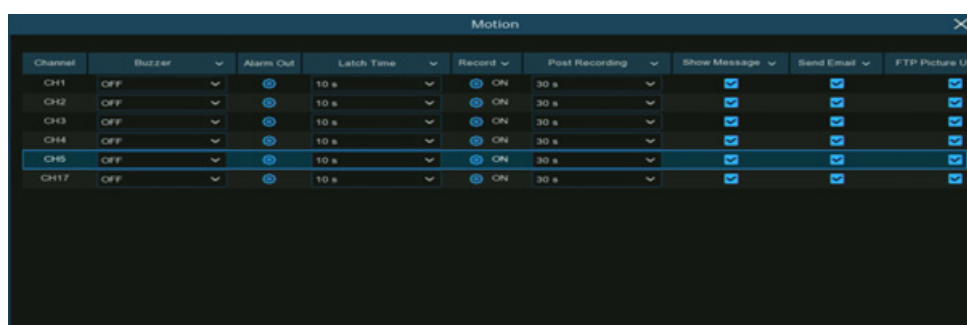 Motion
Channel Buzzer Alarm Out Latch Time Record Post Recording Show Message Send Email FTP Picture U
CH1 OFF 10 s ON 30 s
CH2 OFF 10 s ON 30 s
CH3 OFF 10 s ON 30 s
CH4 OFF 10 s ON 30 s
CH5 OFF 10 s ON 30 s
CH17 OFF 10 s ON 30 s